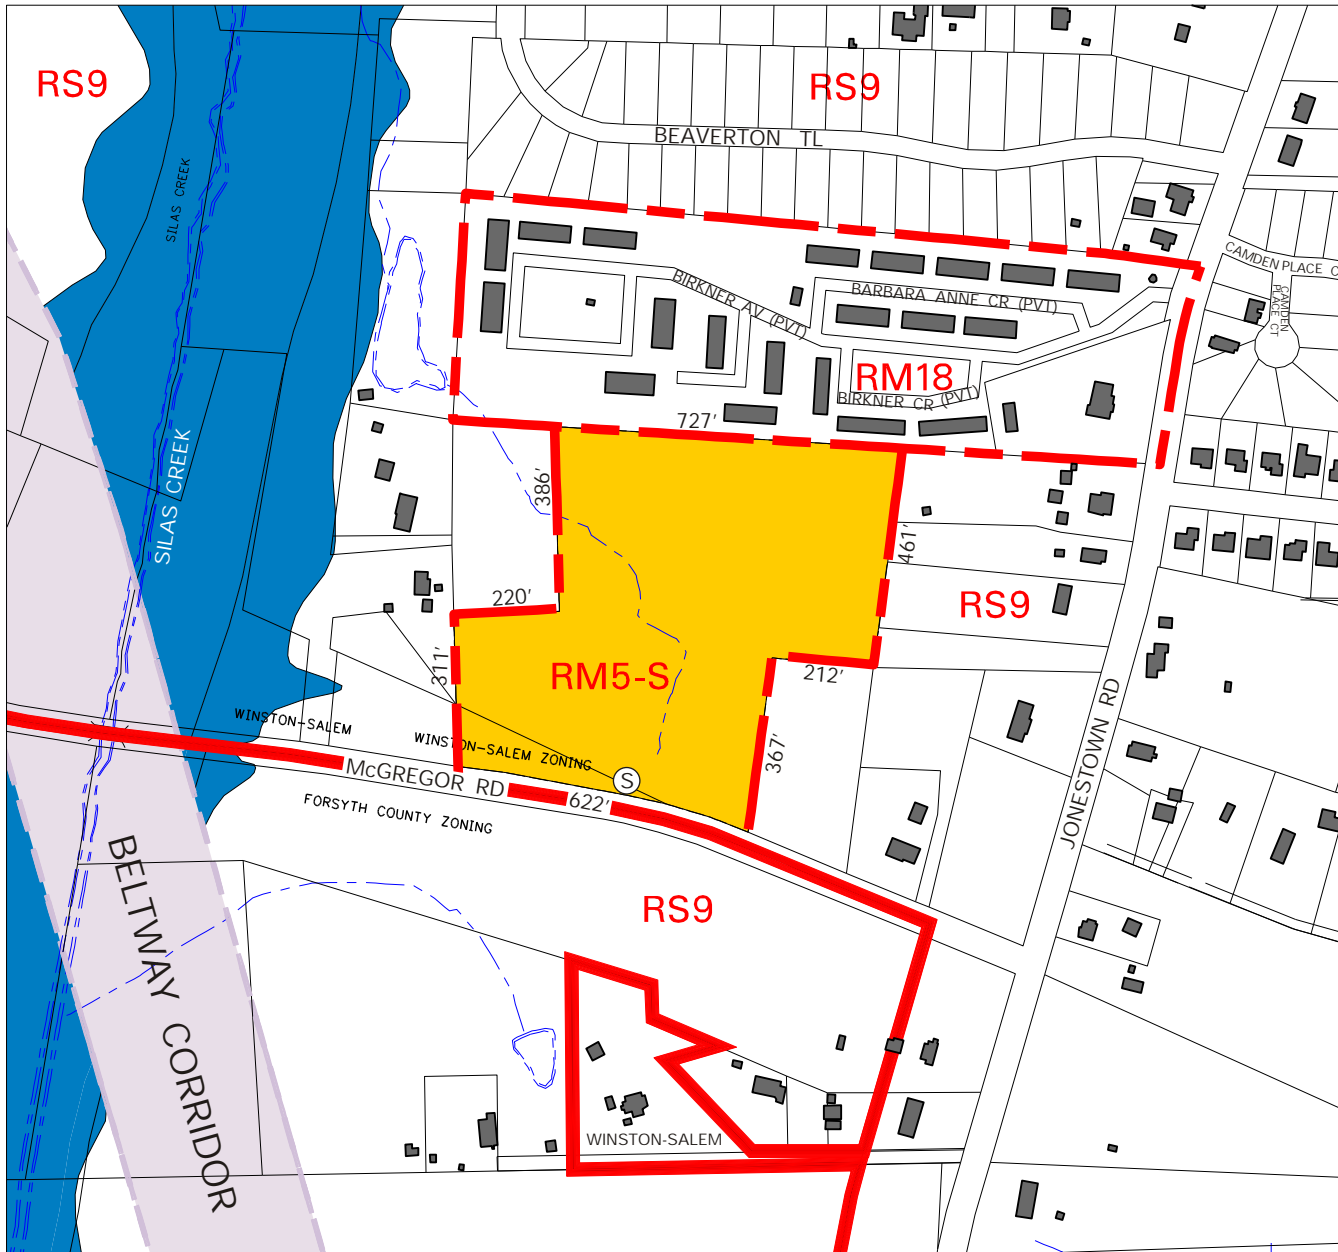 RS9
RS9
BEAVERTON TL
SILAS CREEK
CAMDEN PLACE C
CAMDEN
PLACE CT
BIRKNER AV (PVT)
BARBARA ANNE CR (PVT)
RM18
BIRKNER CR (PVT)
727'
386'
SILAS CREEK
461'
220'
RS9
311'
RM5-S
212'
WINSTON-SALEM
WINSTON-SALEM ZONING
367'
JONESTOWN RD
S
McGREGOR RD
622'
FORSYTH COUNTY ZONING
RS9
BELTWAY CORRIDOR
WINSTON-SALEM